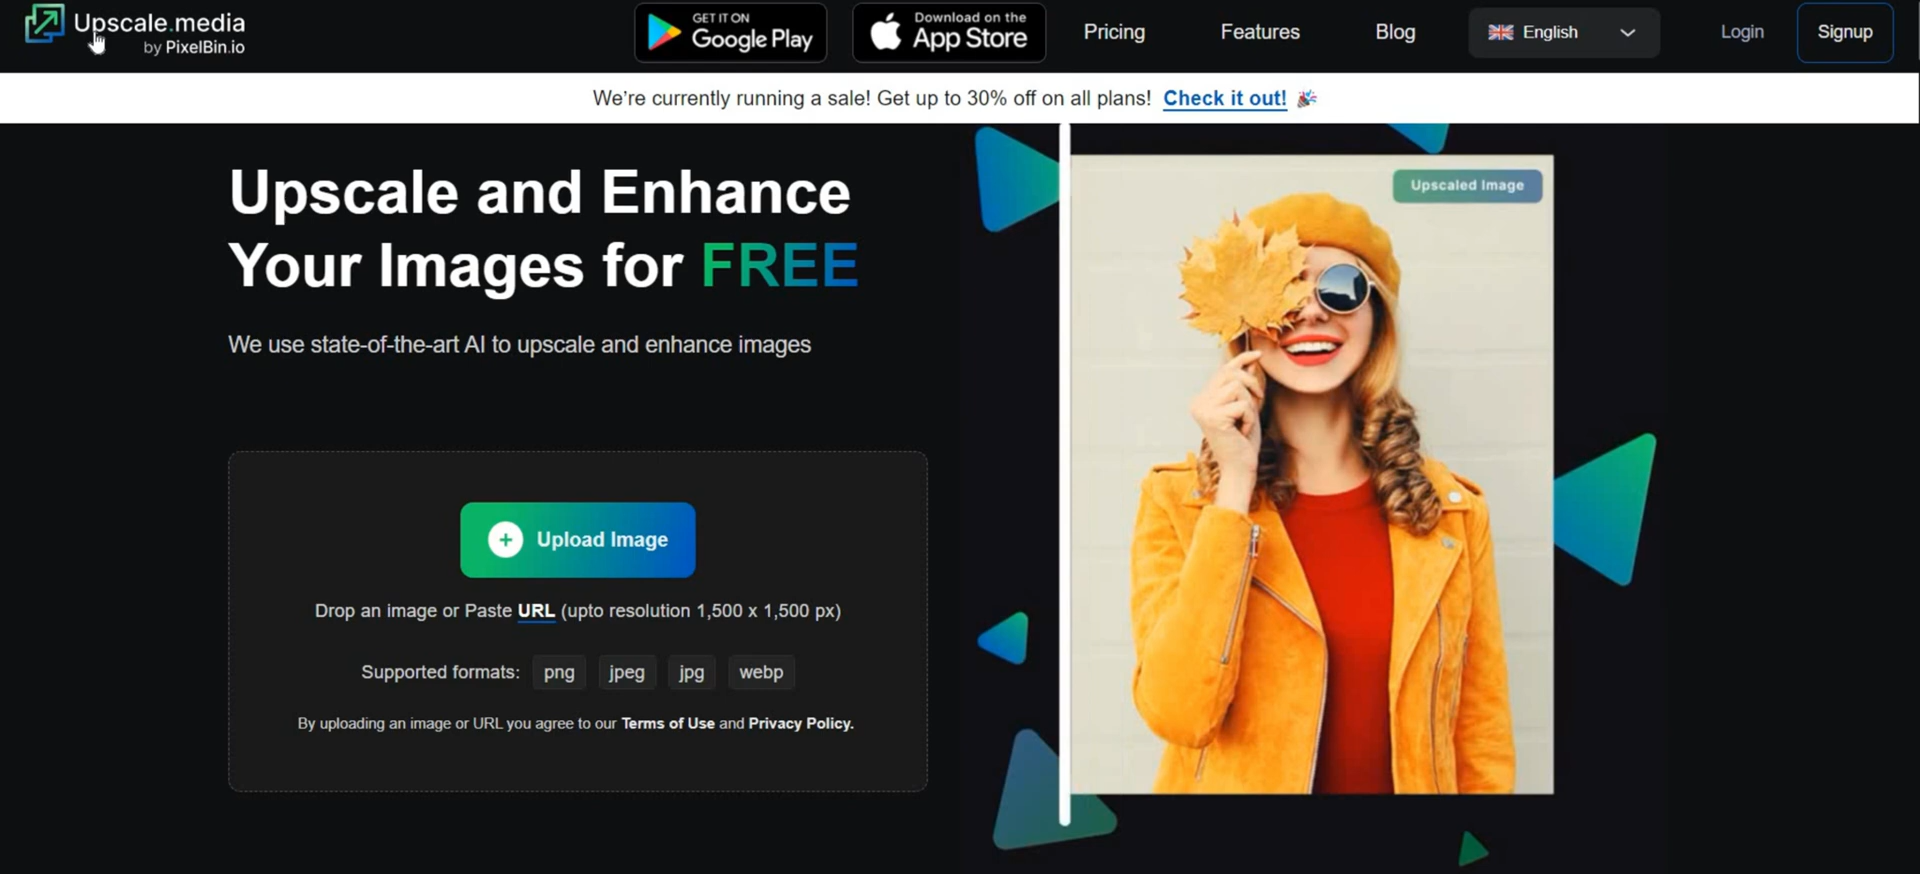 Upscale.media
by PixelBin.io
GET IT ON
Google Play
Download on the
App Store
Pricing
Features
Blog
English
Login
Signup
We're currently running a sale! Get up to 30% off on all plans! Check it out!
Upscale and Enhance
Your Images for FREE
We use state-of-the-art AI to upscale and enhance images
Upload Image
Drop an image or Paste URL (upto resolution 1,500 x 1,500 px)
Supported formats: png jpeg jpg webp
By uploading an image or URL you agree to our Terms of Use and Privacy Policy.
Upscaled Image